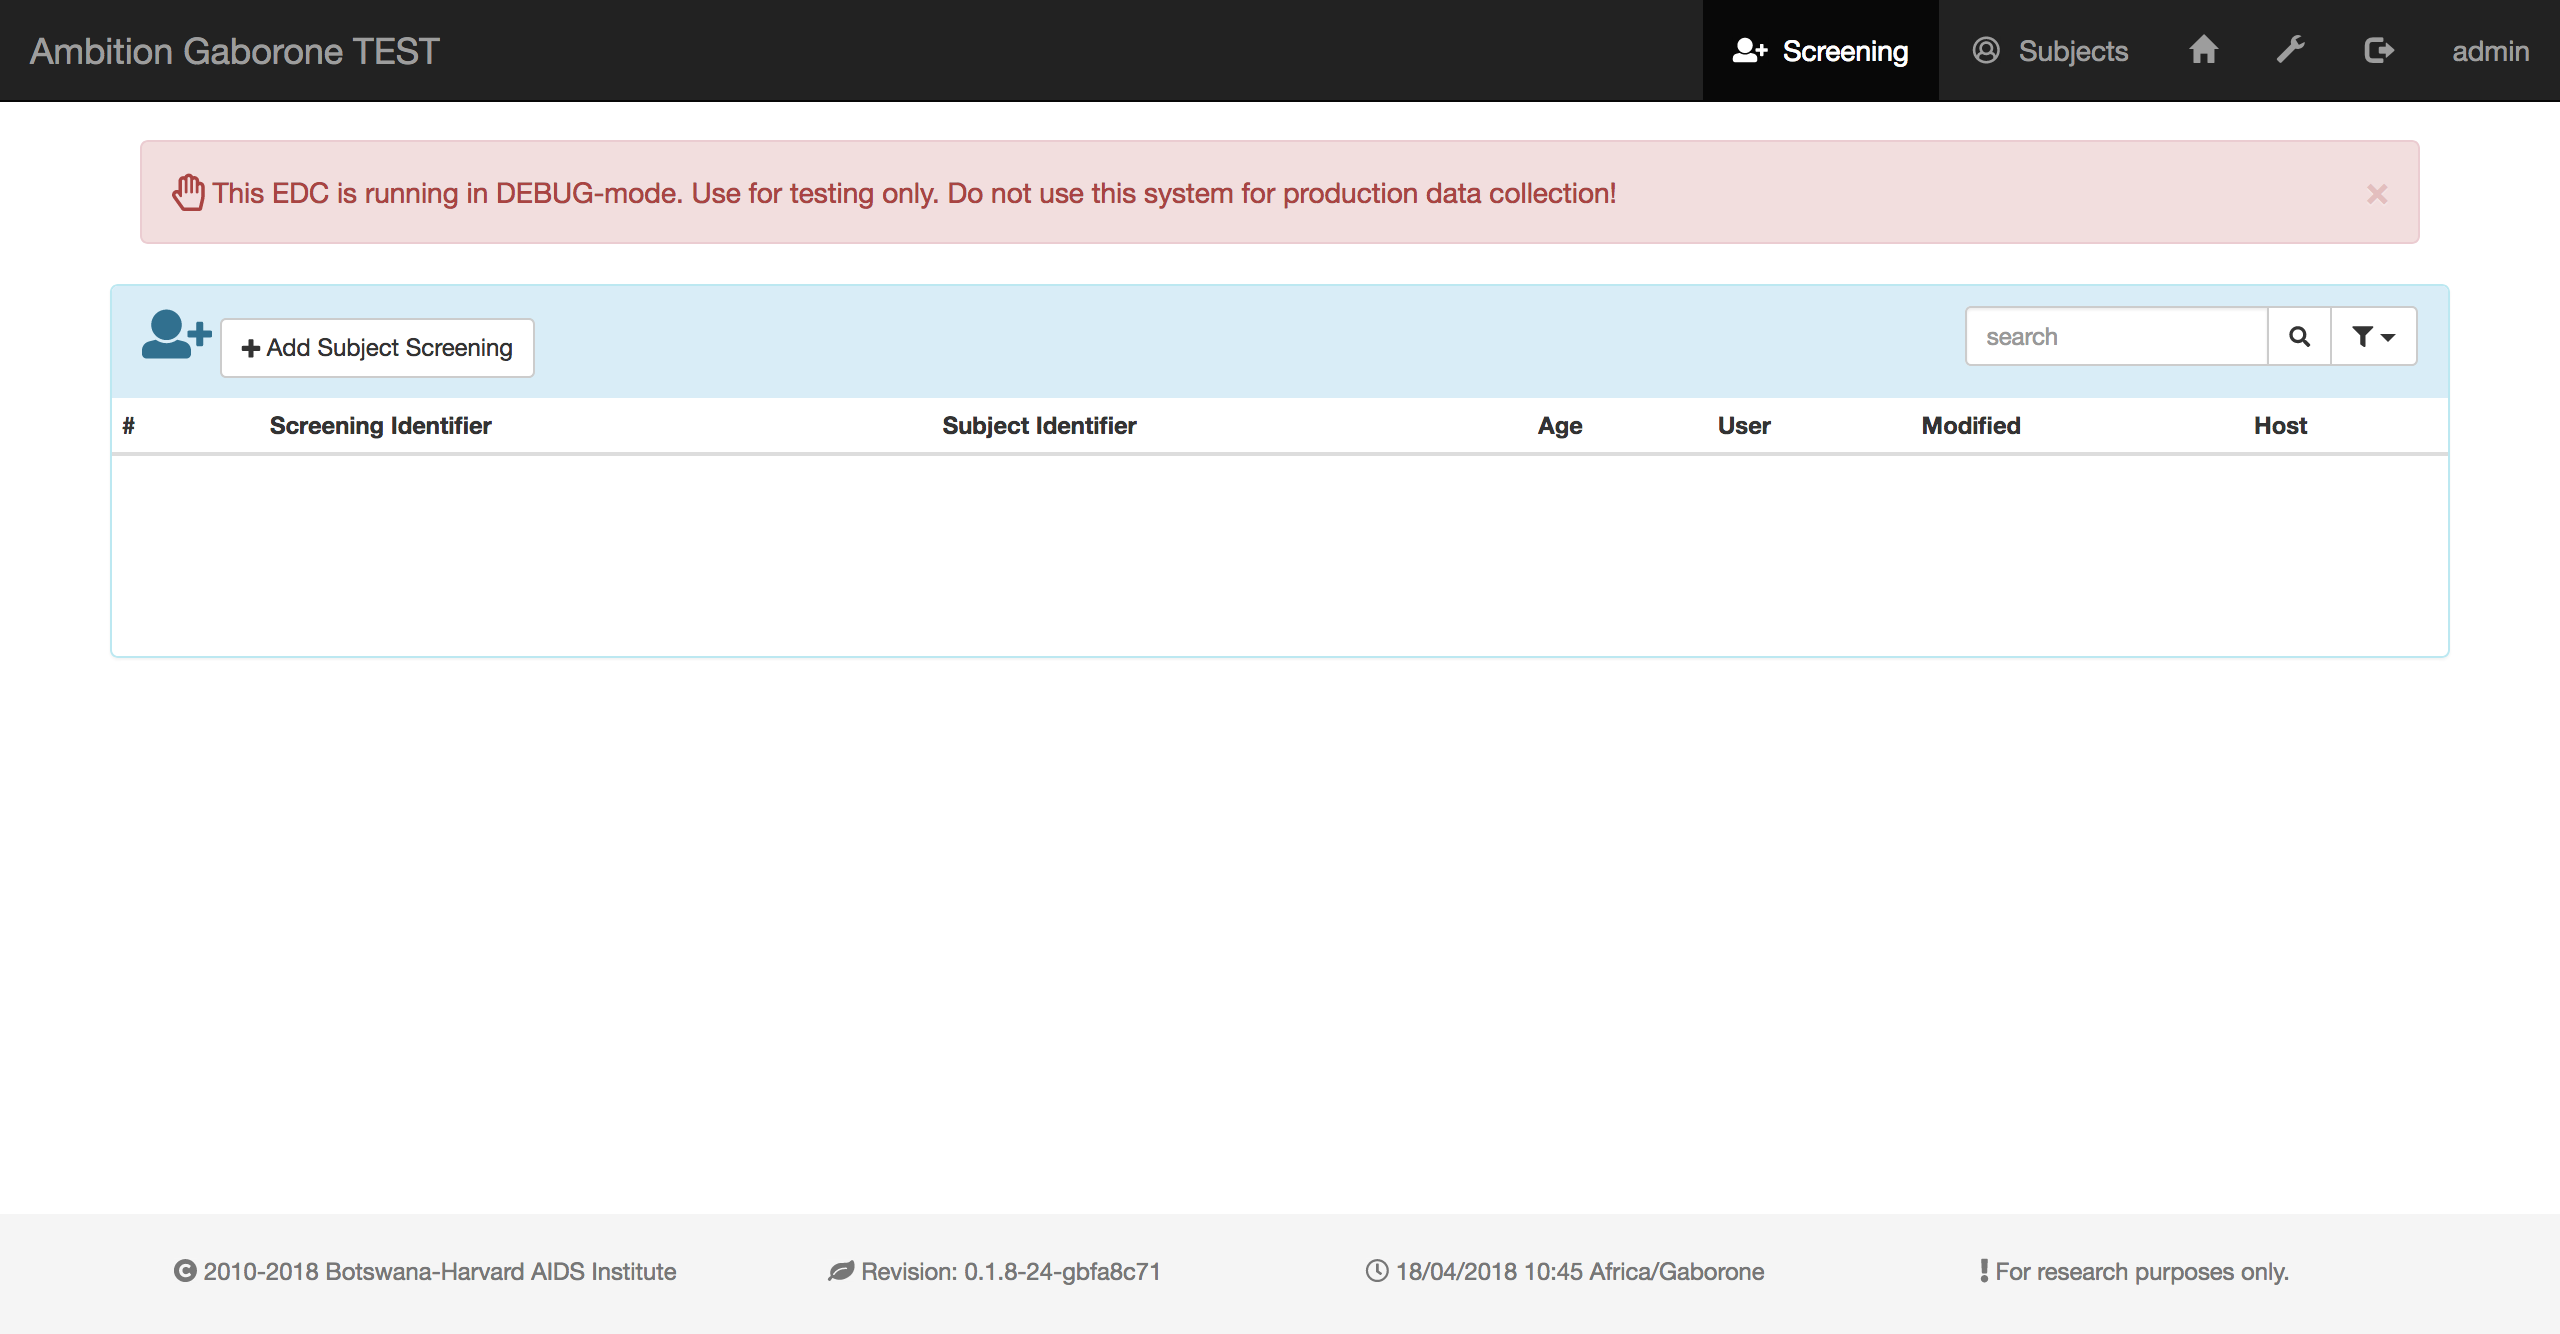 Ambition Gaborone TEST
Screening Subjects admin
This EDC is running in DEBUG-mode. Use for testing only. Do not use this system for production data collection!
×
Add Subject Screening search
# Screening Identifier Subject Identifier Age User Modified Host
© 2010-2018 Botswana-Harvard AIDS Institute Revision: 0.1.8-24-gbfa8c71 18/04/2018 10:45 Africa/Gaborone ! For research purposes only.